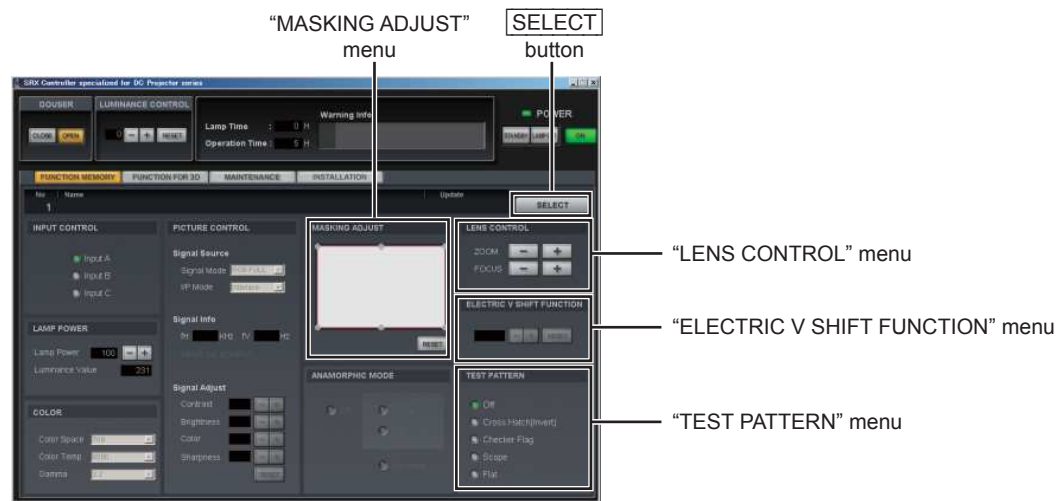 “MASKING ADJUST” menu
SELECT button
SRX Controller specialized for DC Projector series
DOUSER
LUMINANCE CONTROL
CLOSE OPEN
0 - + RESET
Lamp Time : 0 H
Operation Time : 5 H
Warning Info
POWER
STANDBY ON
FUNCTION MEMORY
FUNCTION FOR 3D
MAINTENANCE
INSTALLATION
No Name Update
1
SELECT
INPUT CONTROL
Input A
Input B
Input C
LAMP POWER
Lamp Power 100 - +
Luminance Value 231
COLOR
Color Space
Color Temp
Gamma
PICTURE CONTROL
Signal Source
Signal Mode
I/P Mode
Signal Info
fH KHz fV Hz
Signal Adjust
Contrast
Brightness
Color
Sharpness
MASKING ADJUST
RESET
ANAMORPHIC MODE
LENS CONTROL
ZOOM - +
FOCUS - +
ELECTRIC V SHIFT FUNCTION
TEST PATTERN
Off
Cross Hatch(Invert)
Checker Flag
Scope
Flat
“LENS CONTROL” menu
“ELECTRIC V SHIFT FUNCTION” menu
“TEST PATTERN” menu